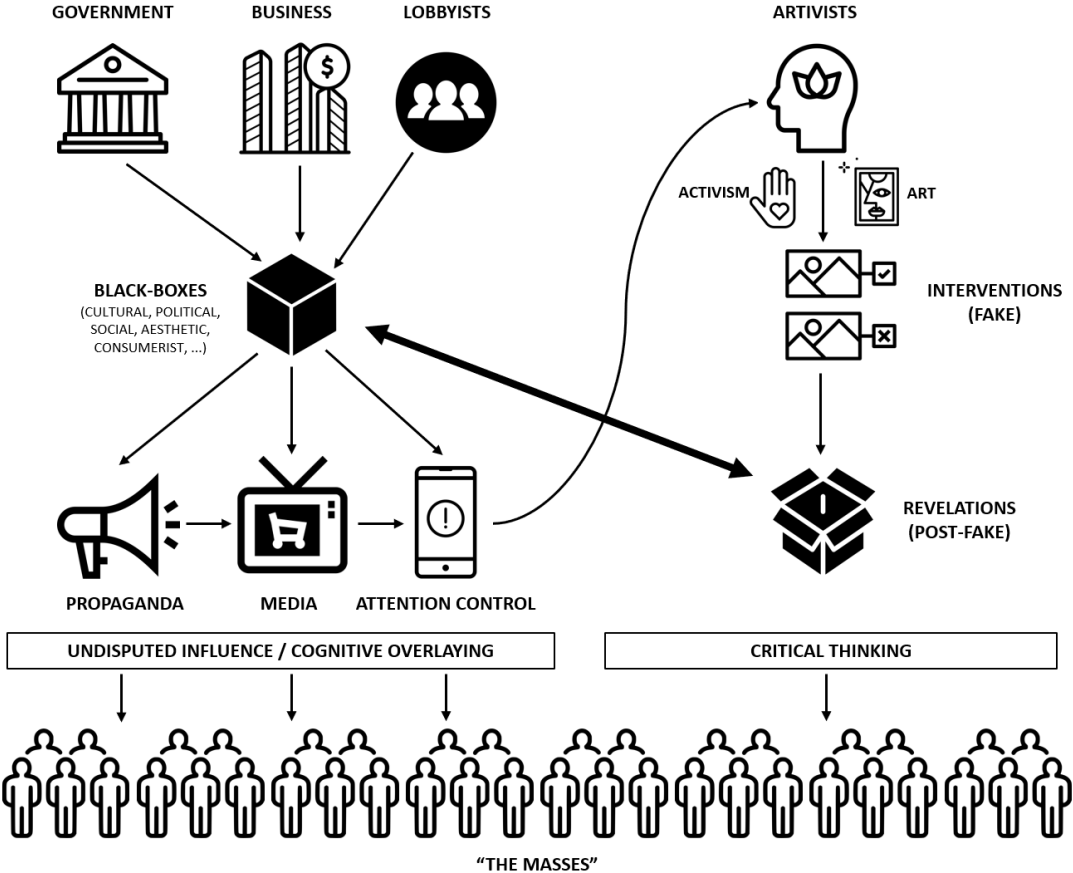 GOVERNMENT
BUSINESS
LOBBYISTS
ARTIVISTS
$
ACTIVISM
ART
BLACK-BOXES
(CULTURAL, POLITICAL,
SOCIAL, AESTHETIC,
CONSUMERIST, ...)
INTERVENTIONS
(FAKE)
!
REVELATIONS
(POST-FAKE)
PROPAGANDA
MEDIA
ATTENTION CONTROL
UNDISPUTED INFLUENCE / COGNITIVE OVERLAYING
CRITICAL THINKING
“THE MASSES”